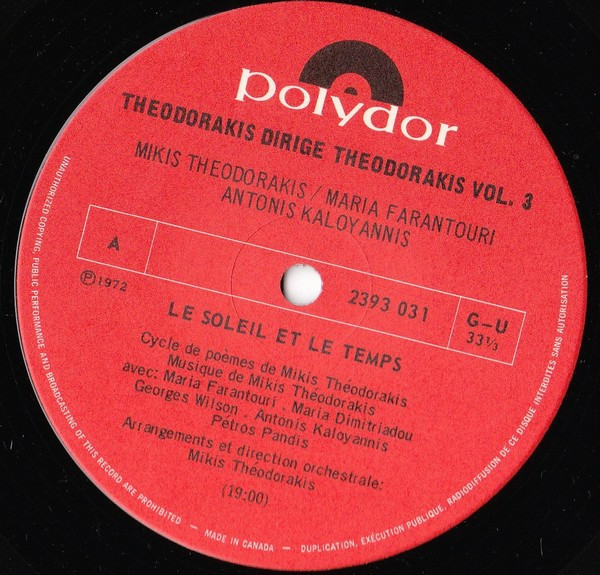 polydor
THEODORAKIS DIRIGE THEODORAKIS VOL. 3
MIKIS THEODORAKIS / MARIA FARANTOURI
ANTONIS KALOYANNIS
A
2393 031
G-U
33⅓
Ⓟ1972
LE SOLEIL ET LE TEMPS
Cycle de poèmes de Mikis Théodorakis
Musique de Mikis Théodorakis
avec: Maria Farantouri . Maria Dimitriadou
Georges Wilson . Antonis Kaloyannis
Petros Pandis
Arrangements et direction orchestrale:
Mikis Théodorakis
(19:00)
UNAUTHORIZED COPYING, PUBLIC PERFORMANCE AND BROADCASTING OF THIS RECORD ARE PROHIBITED – MADE IN CANADA – DUPLICATION, EXÉCUTION PUBLIQUE, RADIODIFFUSION DE CE DISQUE INTERDITES SANS AUTORISATION